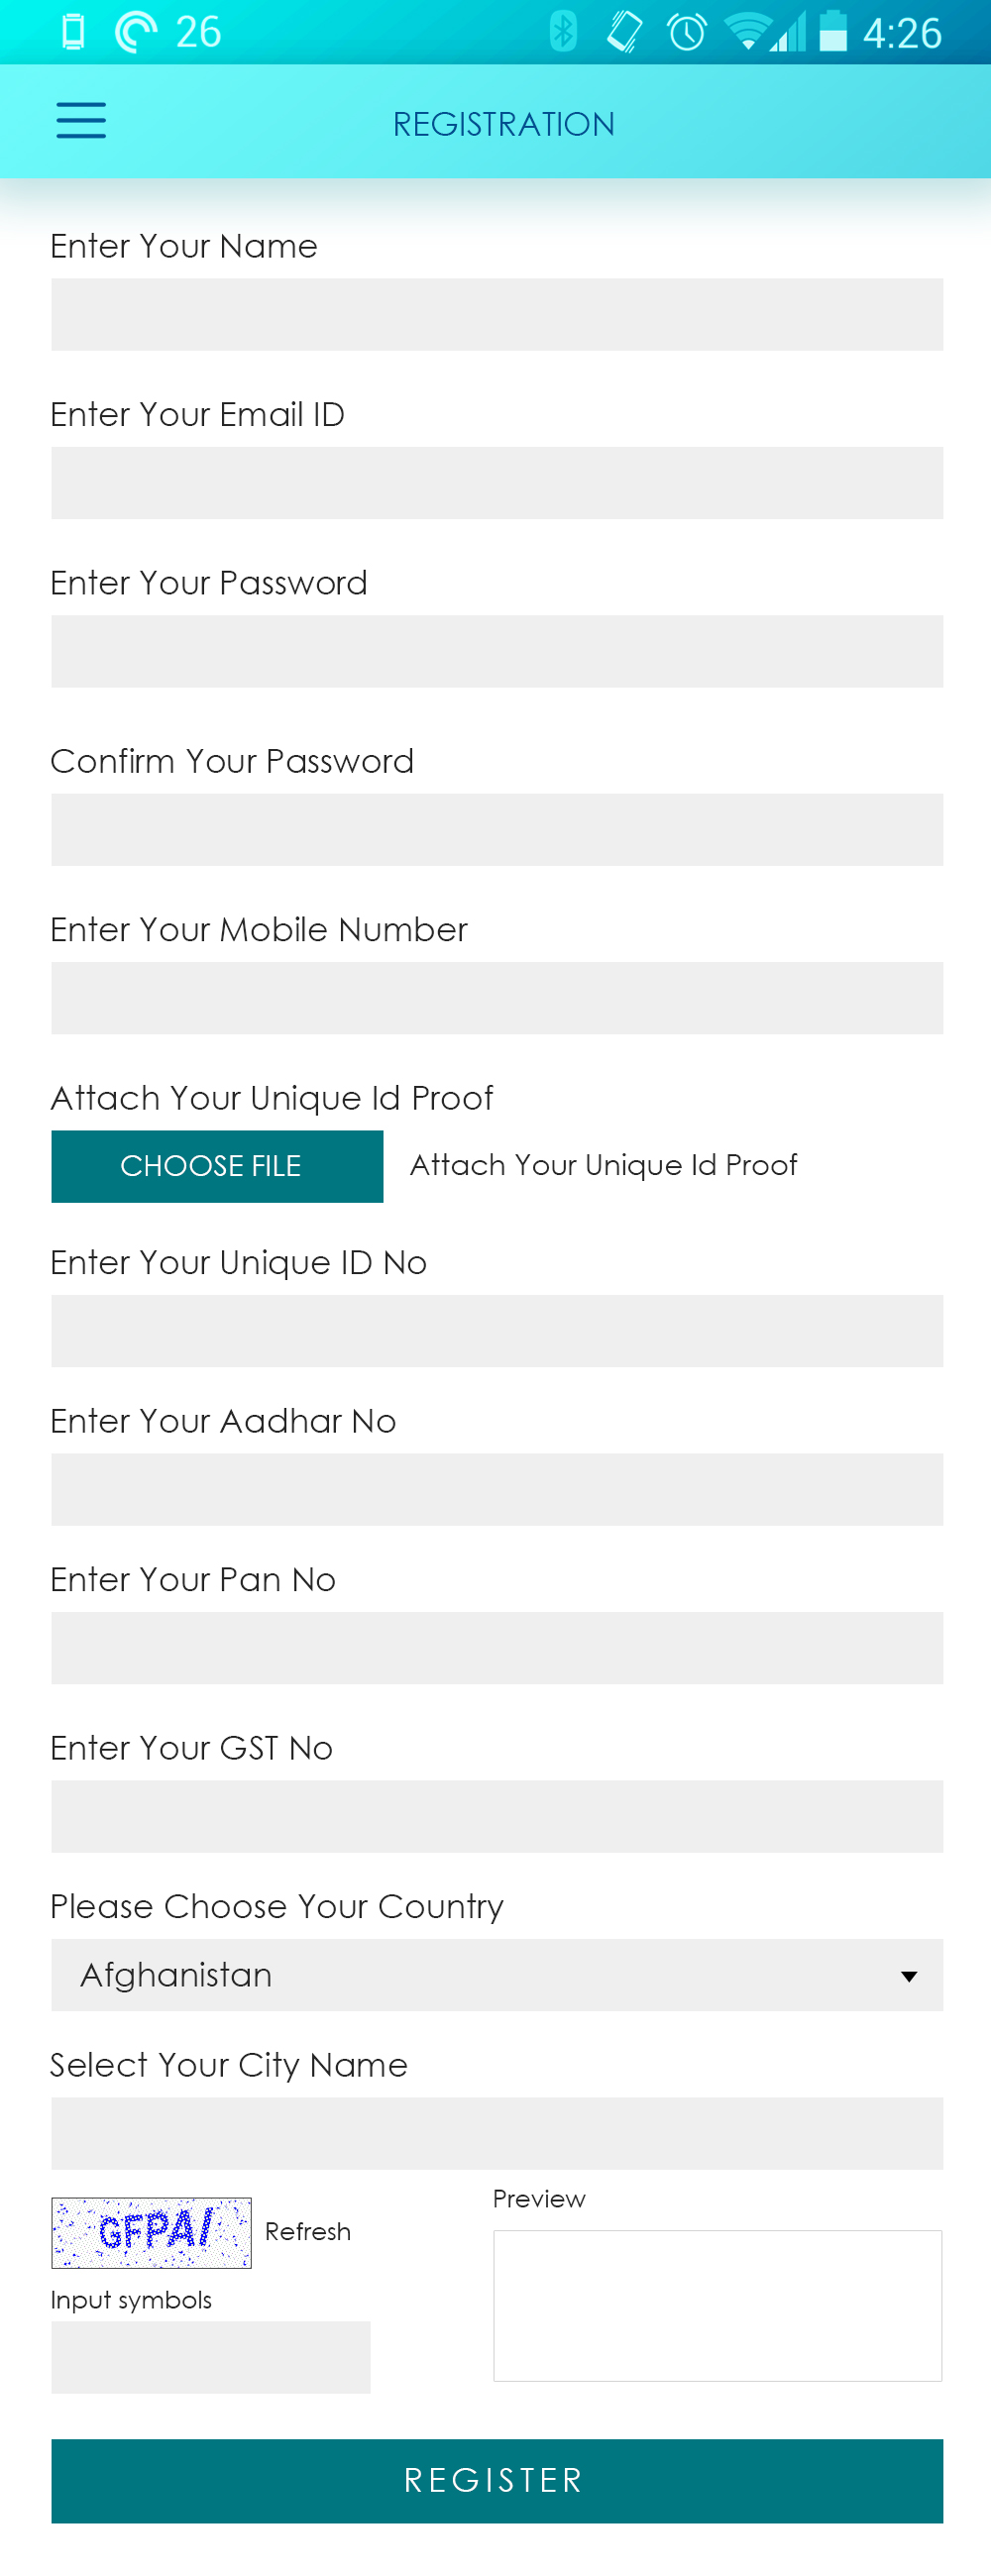 26
4:26
REGISTRATION
Enter Your Name
Enter Your Email ID
Enter Your Password
Confirm Your Password
Enter Your Mobile Number
Attach Your Unique Id Proof
CHOOSE FILE
Attach Your Unique Id Proof
Enter Your Unique ID No
Enter Your Aadhar No
Enter Your Pan No
Enter Your GST No
Please Choose Your Country
Afghanistan
Select Your City Name
Preview
GFPAI
Refresh
Input symbols
REGISTER